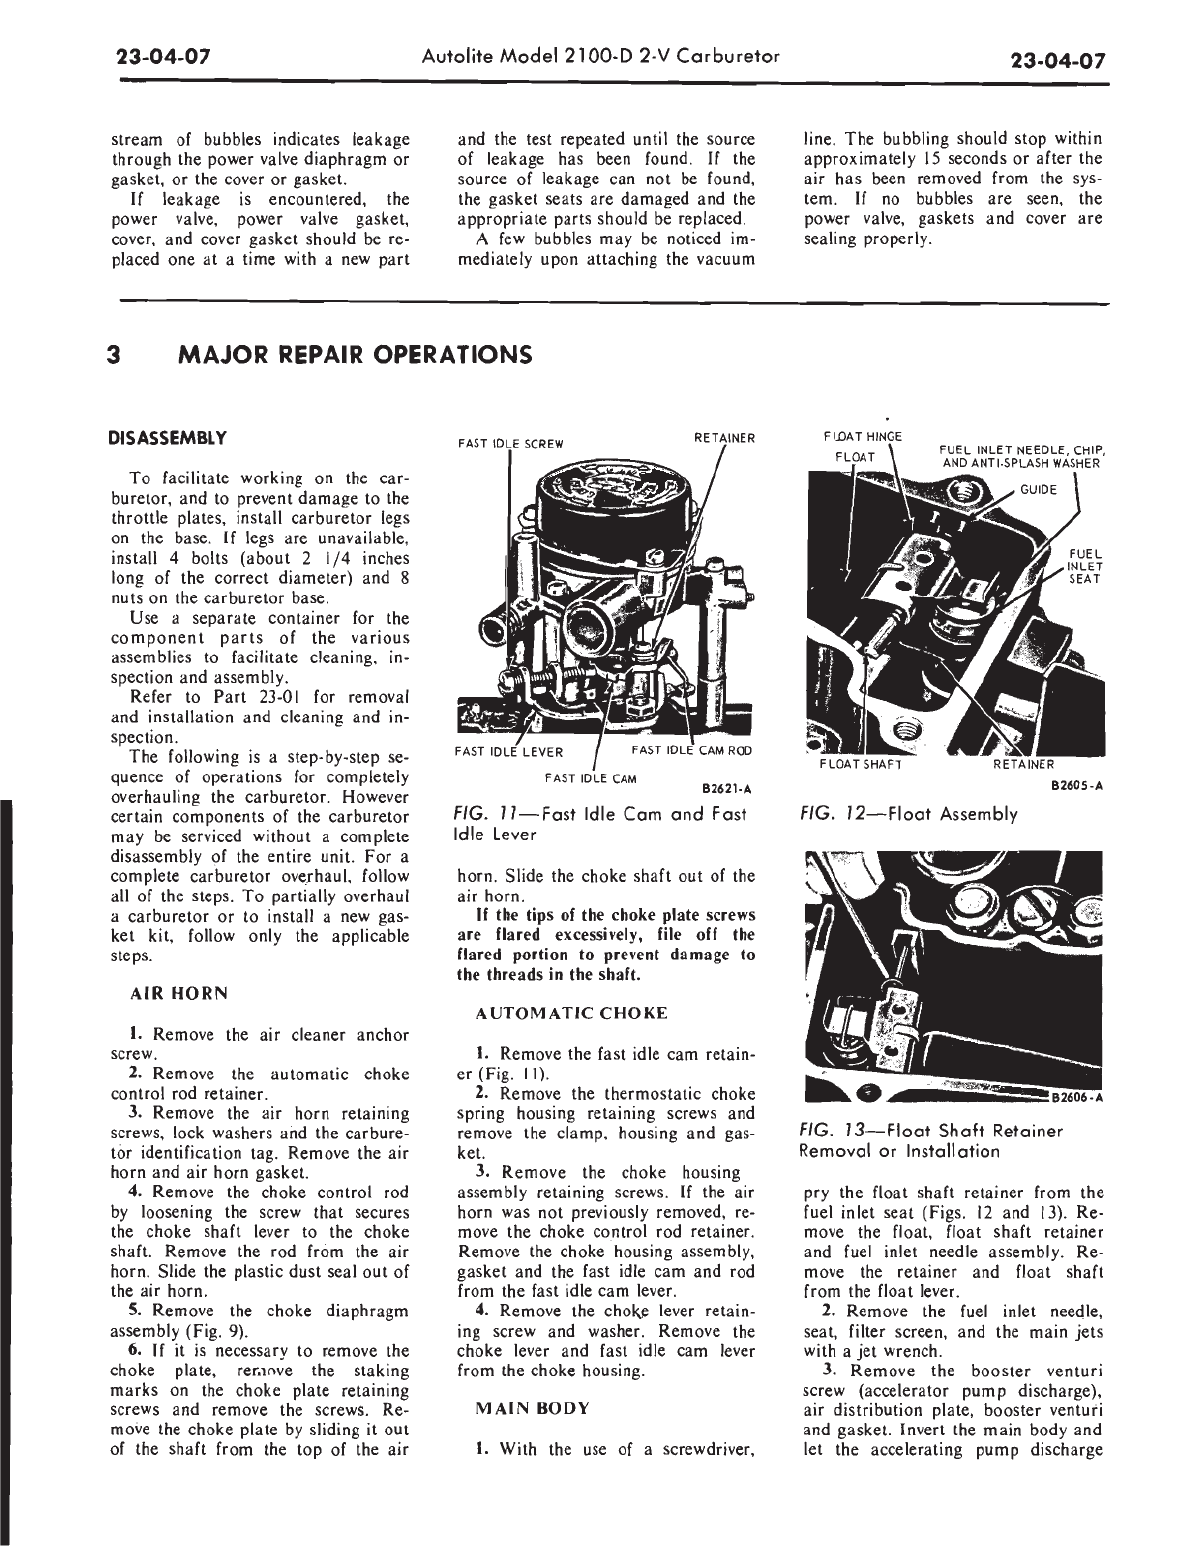 23-04-07
Autolite Model 2100-D 2-V Carburetor
23-04-07
stream of bubbles indicates leakage
through the power valve diaphragm or
gasket, or the cover or gasket.
If leakage is encountered, the
power valve, power valve gasket,
cover, and cover gasket should be re-
placed one at a time with a new part
and the test repeated until the source
of leakage has been found. If the
source of leakage can not be found,
the gasket seats are damaged and the
appropriate parts should be replaced.
A few bubbles may be noticed im-
mediately upon attaching the vacuum
line. The bubbling should stop within
approximately 15 seconds or after the
air has been removed from the sys-
tem. If no bubbles are seen, the
power valve, gaskets and cover are
sealing properly.
3 MAJOR REPAIR OPERATIONS
DISASSEMBLY
To facilitate working on the car-
buretor, and to prevent damage to the
throttle plates, install carburetor legs
on the base. If legs are unavailable,
install 4 bolts (about 2 1/4 inches
long of the correct diameter) and 8
nuts on the carburetor base.
Use a separate container for the
component parts of the various
assemblies to facilitate cleaning, in-
spection and assembly.
Refer to Part 23-01 for removal
and installation and cleaning and in-
spection.
The following is a step-by-step se-
quence of operations for completely
overhauling the carburetor. However
certain components of the carburetor
may be serviced without a complete
disassembly of the entire unit. For a
complete carburetor overhaul, follow
all of the steps. To partially overhaul
a carburetor or to install a new gas-
ket kit, follow only the applicable
steps.
AIR HORN
1. Remove the air cleaner anchor
screw.
2. Remove the automatic choke
control rod retainer.
3. Remove the air horn retaining
screws, lock washers and the carbure-
tor identification tag. Remove the air
horn and air horn gasket.
4. Remove the choke control rod
by loosening the screw that secures
the choke shaft lever to the choke
shaft. Remove the rod from the air
horn. Slide the plastic dust seal out of
the air horn.
5. Remove the choke diaphragm
assembly (Fig. 9).
6. If it is necessary to remove the
choke plate, remove the staking
marks on the choke plate retaining
screws and remove the screws. Re-
move the choke plate by sliding it out
of the shaft from the top of the air
FAST IDLE SCREW
RETAINER
FAST IDLE LEVER
FAST IDLE CAM ROD
FAST IDLE CAM
B2621-A
FIG. 11—Fast Idle Cam and Fast
Idle Lever
horn. Slide the choke shaft out of the
air horn.
If the tips of the choke plate screws
are flared excessively, file off the
flared portion to prevent damage to
the threads in the shaft.
AUTOMATIC CHOKE
1. Remove the fast idle cam retain-
er (Fig. 11).
2. Remove the thermostatic choke
spring housing retaining screws and
remove the clamp, housing and gas-
ket.
3. Remove the choke housing
assembly retaining screws. If the air
horn was not previously removed, re-
move the choke control rod retainer.
Remove the choke housing assembly,
gasket and the fast idle cam and rod
from the fast idle cam lever.
4. Remove the choke lever retain-
ing screw and washer. Remove the
choke lever and fast idle cam lever
from the choke housing.
MAIN BODY
1. With the use of a screwdriver,
FLOAT HINGE
FLOAT
FUEL INLET NEEDLE, CHIP,
AND ANTI-SPLASH WASHER
GUIDE
FUEL
INLET
SEAT
FLOAT SHAFT
RETAINER
B2605-A
FIG. 12—Float Assembly
B2606-A
FIG. 13—Float Shaft Retainer
Removal or Installation
pry the float shaft retainer from the
fuel inlet seat (Figs. 12 and 13). Re-
move the float, float shaft retainer
and fuel inlet needle assembly. Re-
move the retainer and float shaft
from the float lever.
2. Remove the fuel inlet needle,
seat, filter screen, and the main jets
with a jet wrench.
3. Remove the booster venturi
screw (accelerator pump discharge),
air distribution plate, booster venturi
and gasket. Invert the main body and
let the accelerating pump discharge